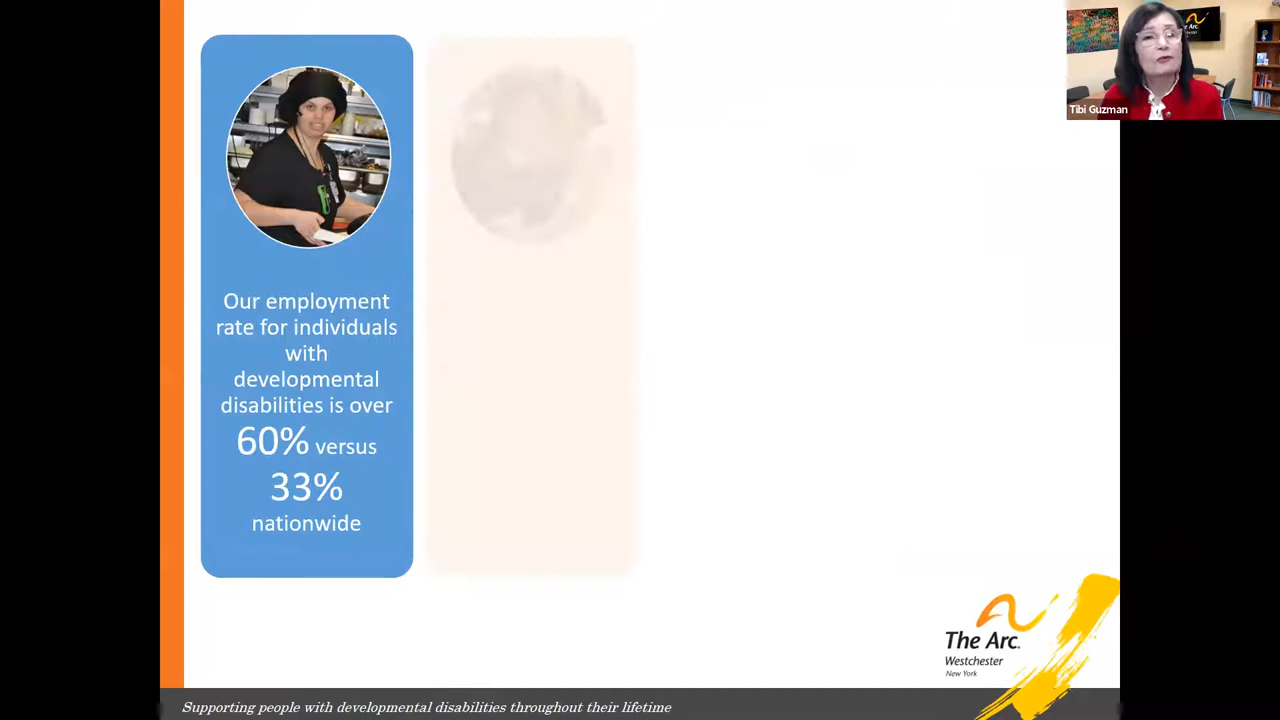 Our employment
rate for individuals
with
developmental
disabilities is over
60% versus
33%
nationwide
Tibi Guzman
The Arc.
Westchester
New York
Supporting people with developmental disabilities throughout their lifetime